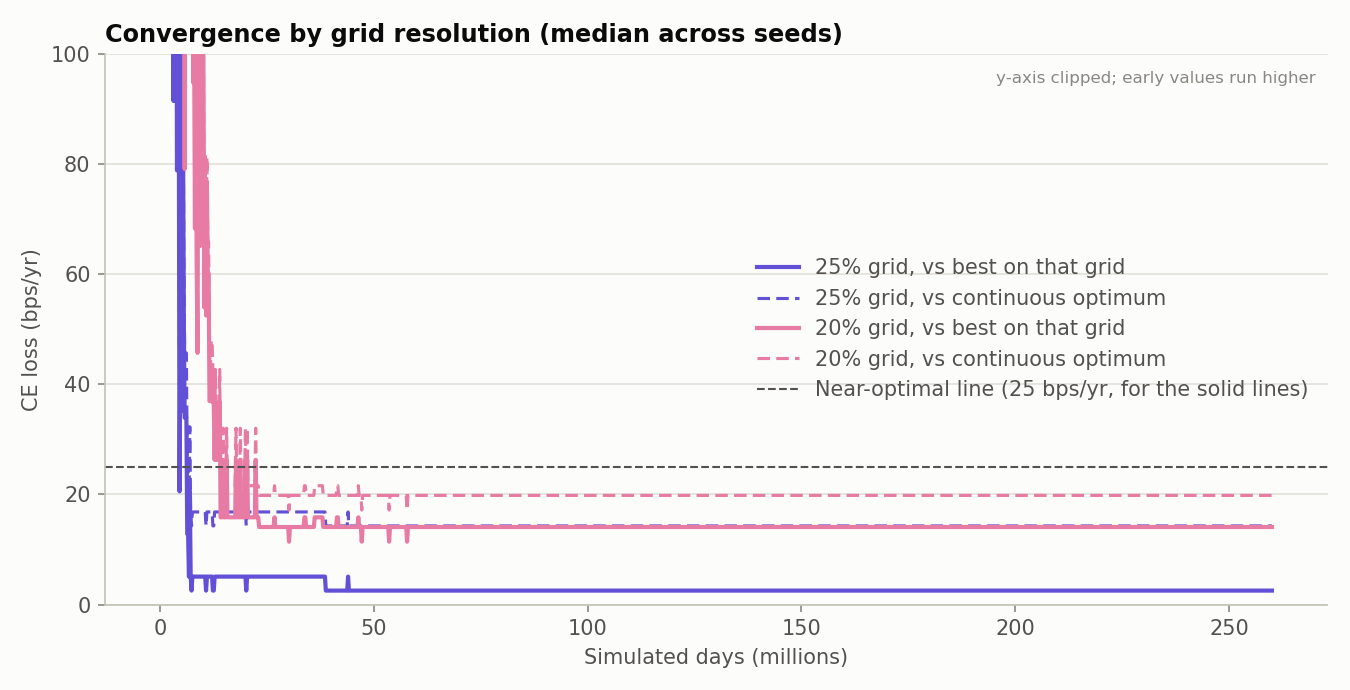 Convergence by grid resolution (median across seeds)
100
80
60
40
20
0
CE loss (bps/yr)
y-axis clipped; early values run higher
25% grid, vs best on that grid
25% grid, vs continuous optimum
20% grid, vs best on that grid
20% grid, vs continuous optimum
Near-optimal line (25 bps/yr, for the solid lines)
0
50
100
150
200
250
Simulated days (millions)